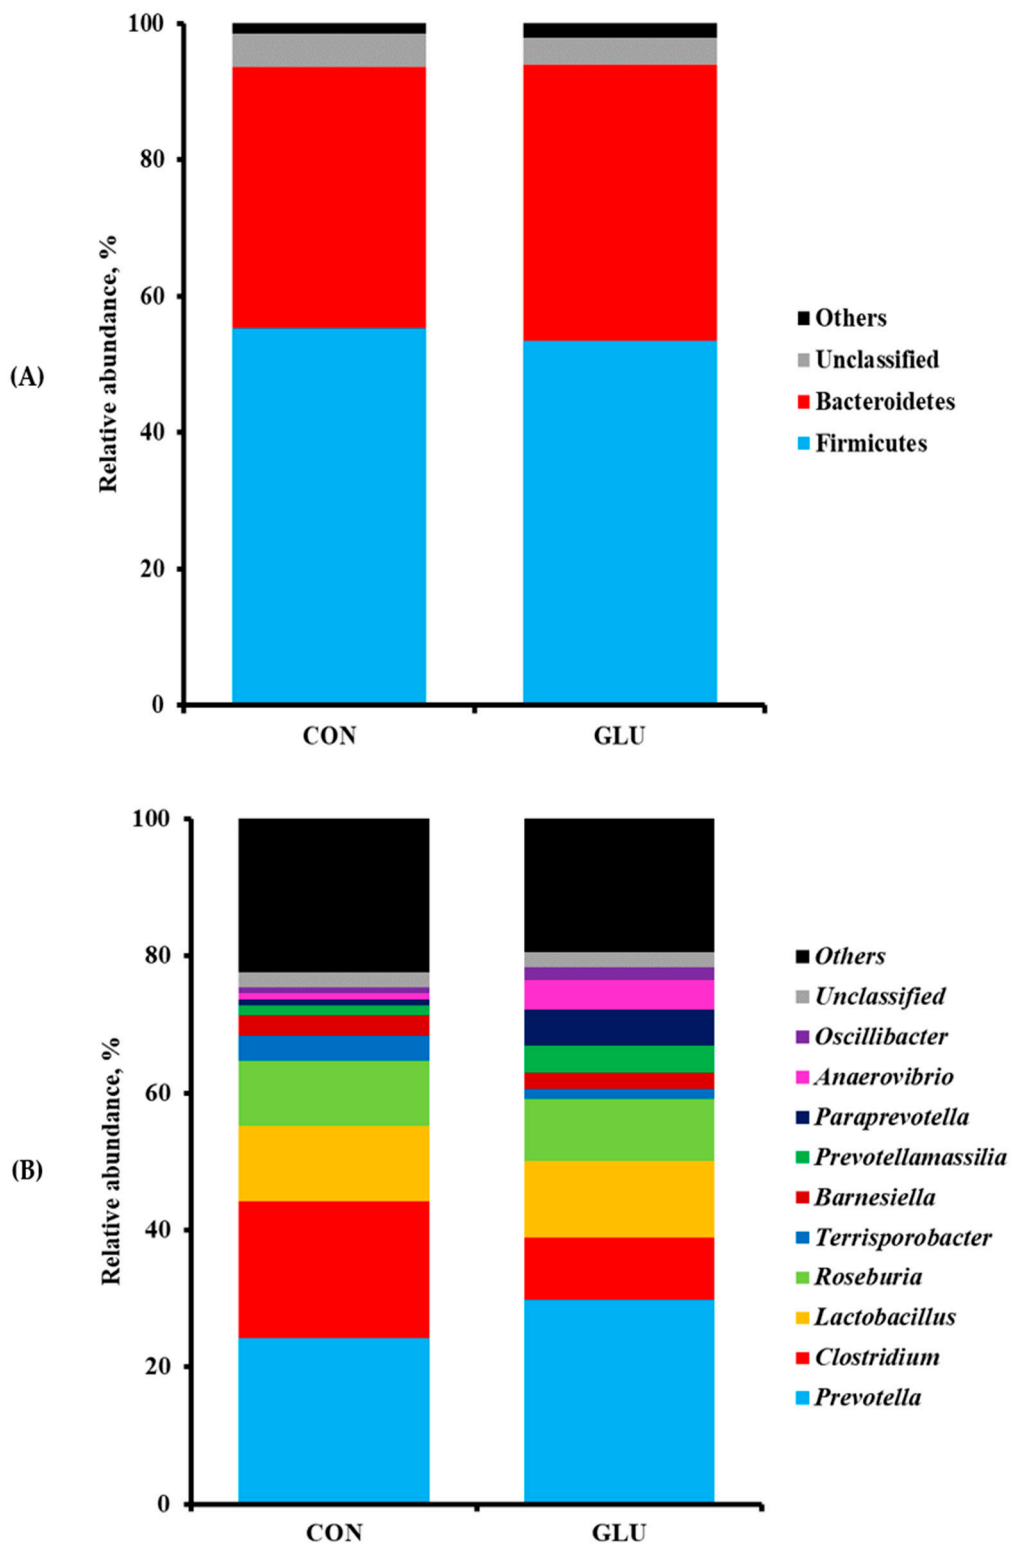 100
80
60
40
20
0
Relative abundance, %
(A)
CON
GLU
Others
Unclassified
Bacteroidetes
Firmicutes
100
80
60
40
20
0
Relative abundance, %
(B)
CON
GLU
Others
Unclassified
Oscillibacter
Anaerovibrio
Paraprevotella
Prevotellamassilia
Barnesiella
Terrisporobacter
Roseburia
Lactobacillus
Clostridium
Prevotella